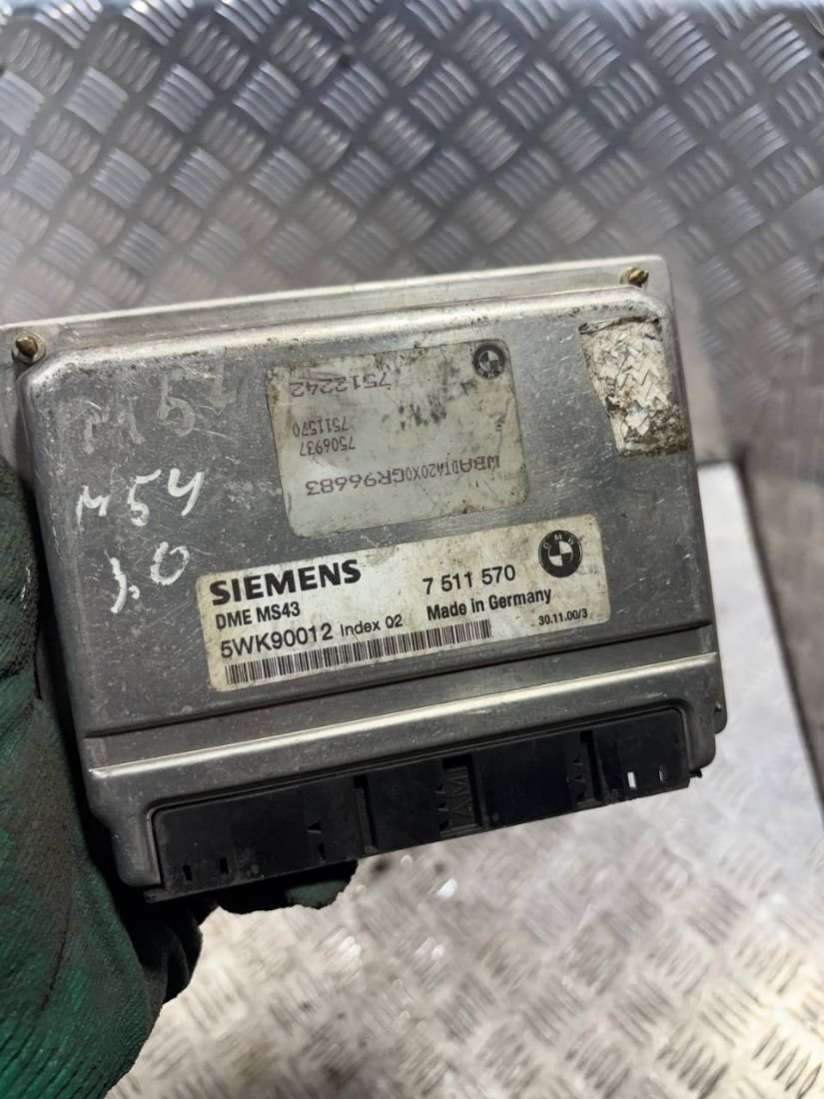 7512242
7511570
7506937
WBADTA20X0GR96683
M54
3.0
SIEMENS
7 511 570
DME MS43
Made in Germany
5WK90012 Index 02
30.11.00/3